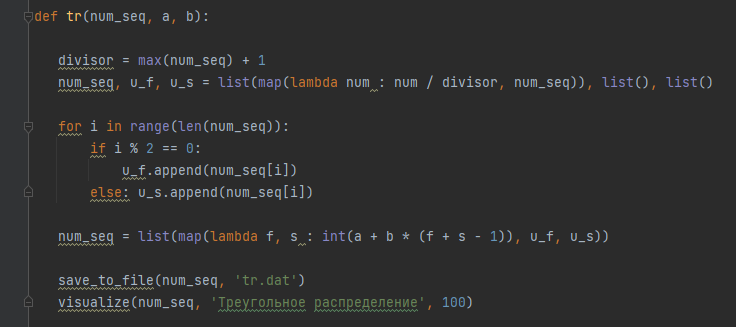 def tr(num_seq, a, b):
divisor = max(num_seq) + 1
num_seq, u_f, u_s = list(map(lambda num : num / divisor, num_seq)), list(), list()
for i in range(len(num_seq)):
if i % 2 == 0:
u_f.append(num_seq[i])
else: u_s.append(num_seq[i])
num_seq = list(map(lambda f, s : int(a + b * (f + s - 1)), u_f, u_s))
save_to_file(num_seq, 'tr.dat')
visualize(num_seq, 'Треугольное распределение', 100)